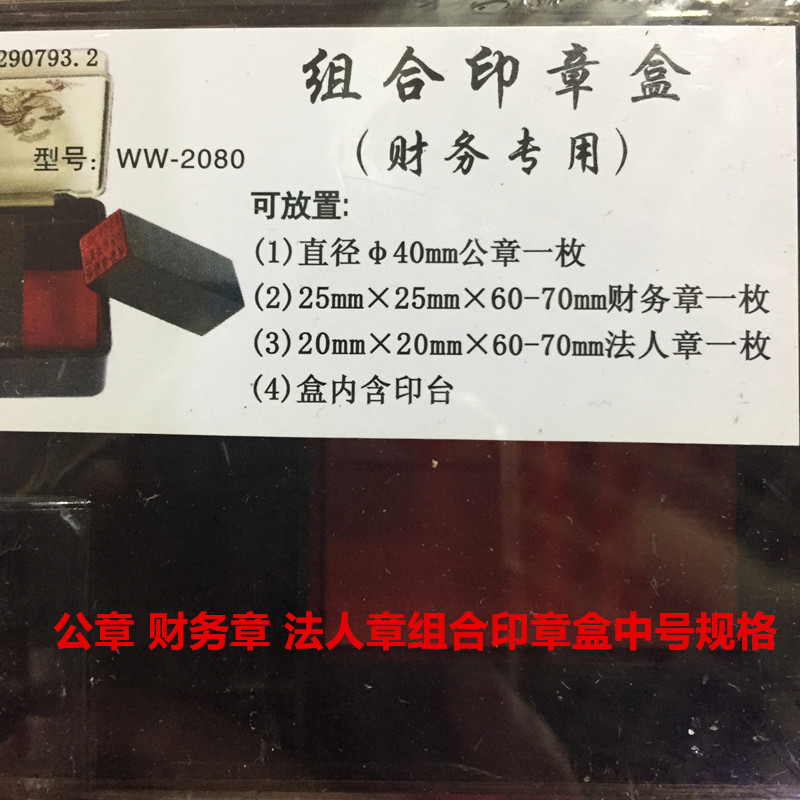 290793.2
组合印章盒
型号: WW-2080
(财务专用)
可放置:
(1)直径φ40mm公章一枚
(2)25mm×25mm×60-70mm财务章一枚
(3)20mm×20mm×60-70mm法人章一枚
(4)盒内含印台
公章 财务章 法人章组合印章盒中号规格